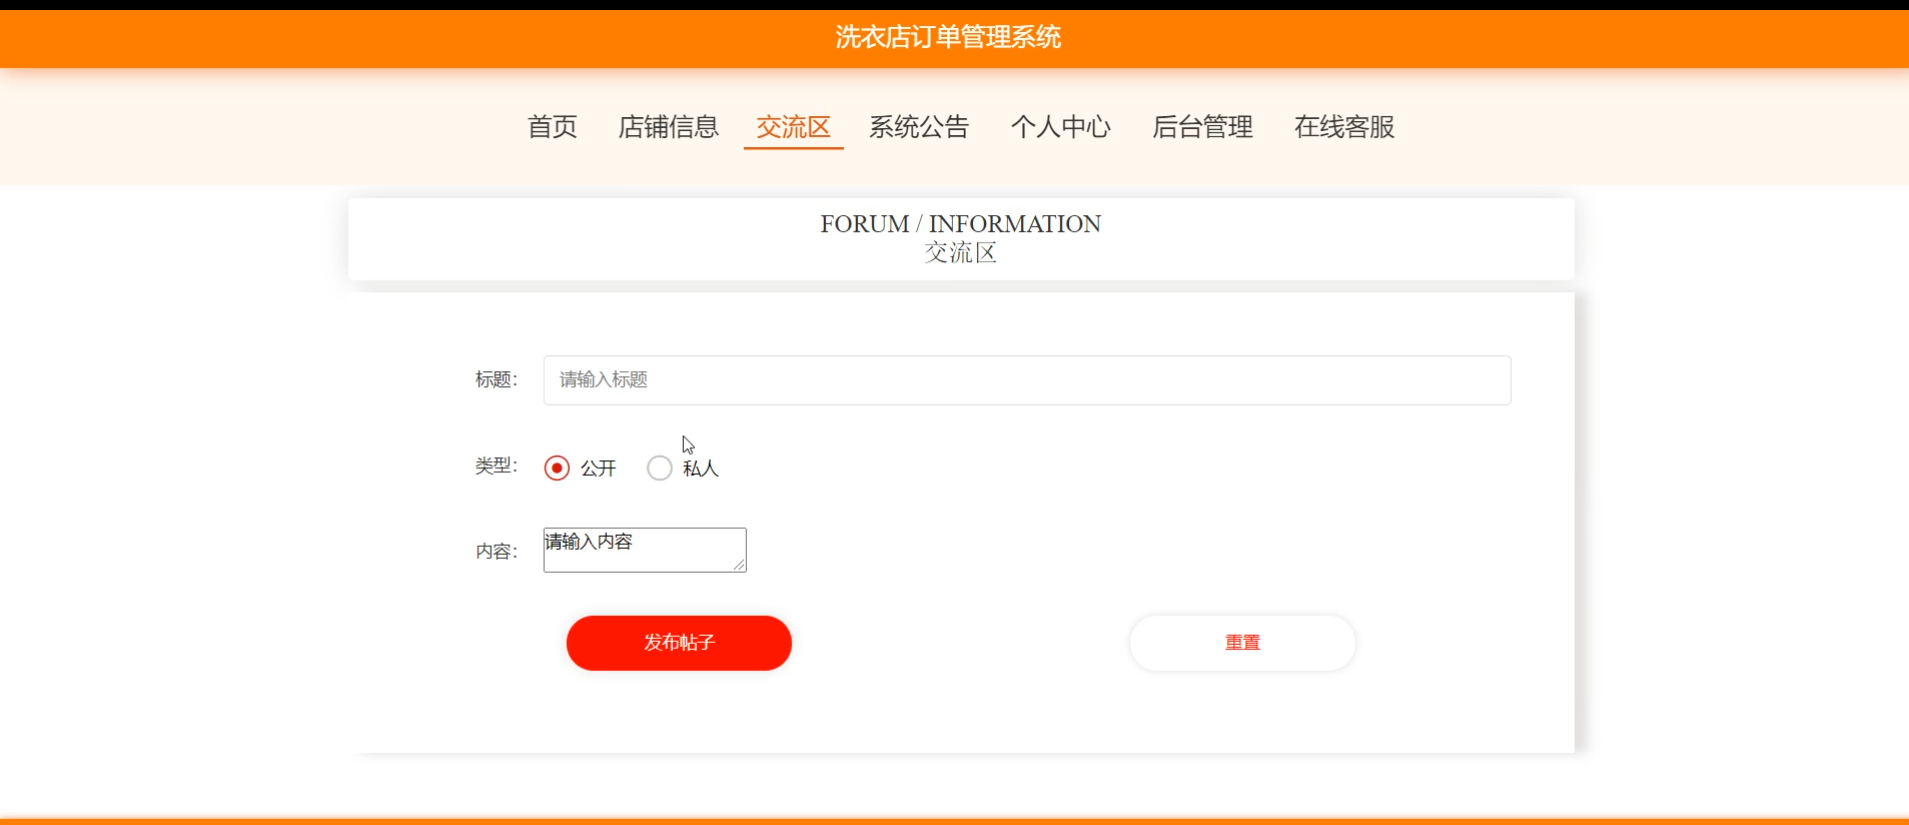 洗衣店订单管理系统
首页 店铺信息 交流区 系统公告 个人中心 后台管理 在线客服
FORUM / INFORMATION
交流区
标题： 请输入标题
类型： 公开 私人
内容： 请输入内容
发布帖子 重置